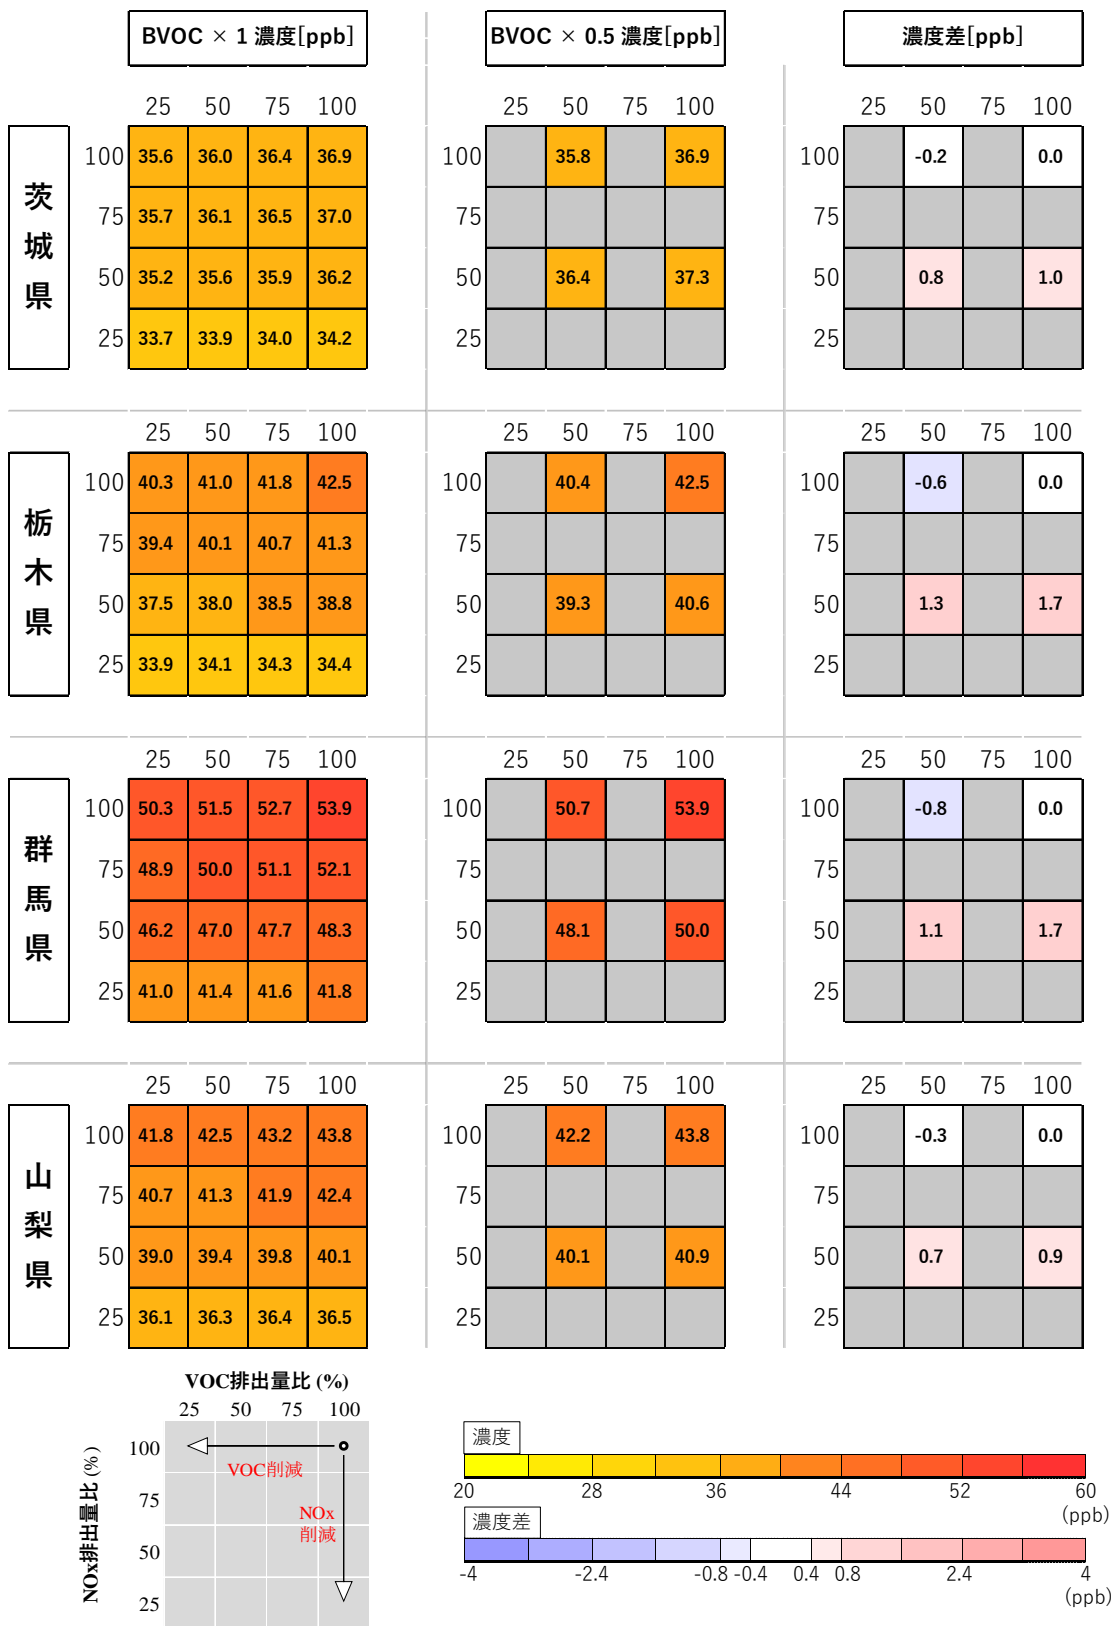 BVOC × 1 濃度[ppb] BVOC × 0.5 濃度[ppb] 濃度差[ppb]
25 50 75 100 25 50 75 100 25 50 75 100
茨城県
100 35.6 36.0 36.4 36.9 100 35.8 36.9 100 -0.2 0.0
75 35.7 36.1 36.5 37.0 75 75
50 35.2 35.6 35.9 36.2 50 36.4 37.3 50 0.8 1.0
25 33.7 33.9 34.0 34.2 25 25
25 50 75 100 25 50 75 100 25 50 75 100
栃木県
100 40.3 41.0 41.8 42.5 100 40.4 42.5 100 -0.6 0.0
75 39.4 40.1 40.7 41.3 75 75
50 37.5 38.0 38.5 38.8 50 39.3 40.6 50 1.3 1.7
25 33.9 34.1 34.3 34.4 25 25
25 50 75 100 25 50 75 100 25 50 75 100
群馬県
100 50.3 51.5 52.7 53.9 100 50.7 53.9 100 -0.8 0.0
75 48.9 50.0 51.1 52.1 75 75
50 46.2 47.0 47.7 48.3 50 48.1 50.0 50 1.1 1.7
25 41.0 41.4 41.6 41.8 25 25
25 50 75 100 25 50 75 100 25 50 75 100
山梨県
100 41.8 42.5 43.2 43.8 100 42.2 43.8 100 -0.3 0.0
75 40.7 41.3 41.9 42.4 75 75
50 39.0 39.4 39.8 40.1 50 40.1 40.9 50 0.7 0.9
25 36.1 36.3 36.4 36.5 25 25
VOC排出量比 (%)
25 50 75 100
NOx排出量比 (%)
100
75
50
25
VOC削減
NOx
削減
濃度
20 28 36 44 52 60
(ppb)
濃度差
-4 -2.4 -0.8 -0.4 0.4 0.8 2.4 4
(ppb)